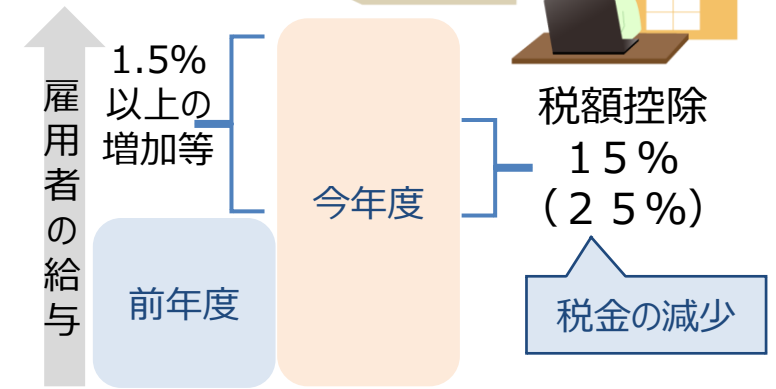 雇用者の給与
1.5%
以上の
増加等
前年度
今年度
税額控除
１５%
（２５%）
税金の減少